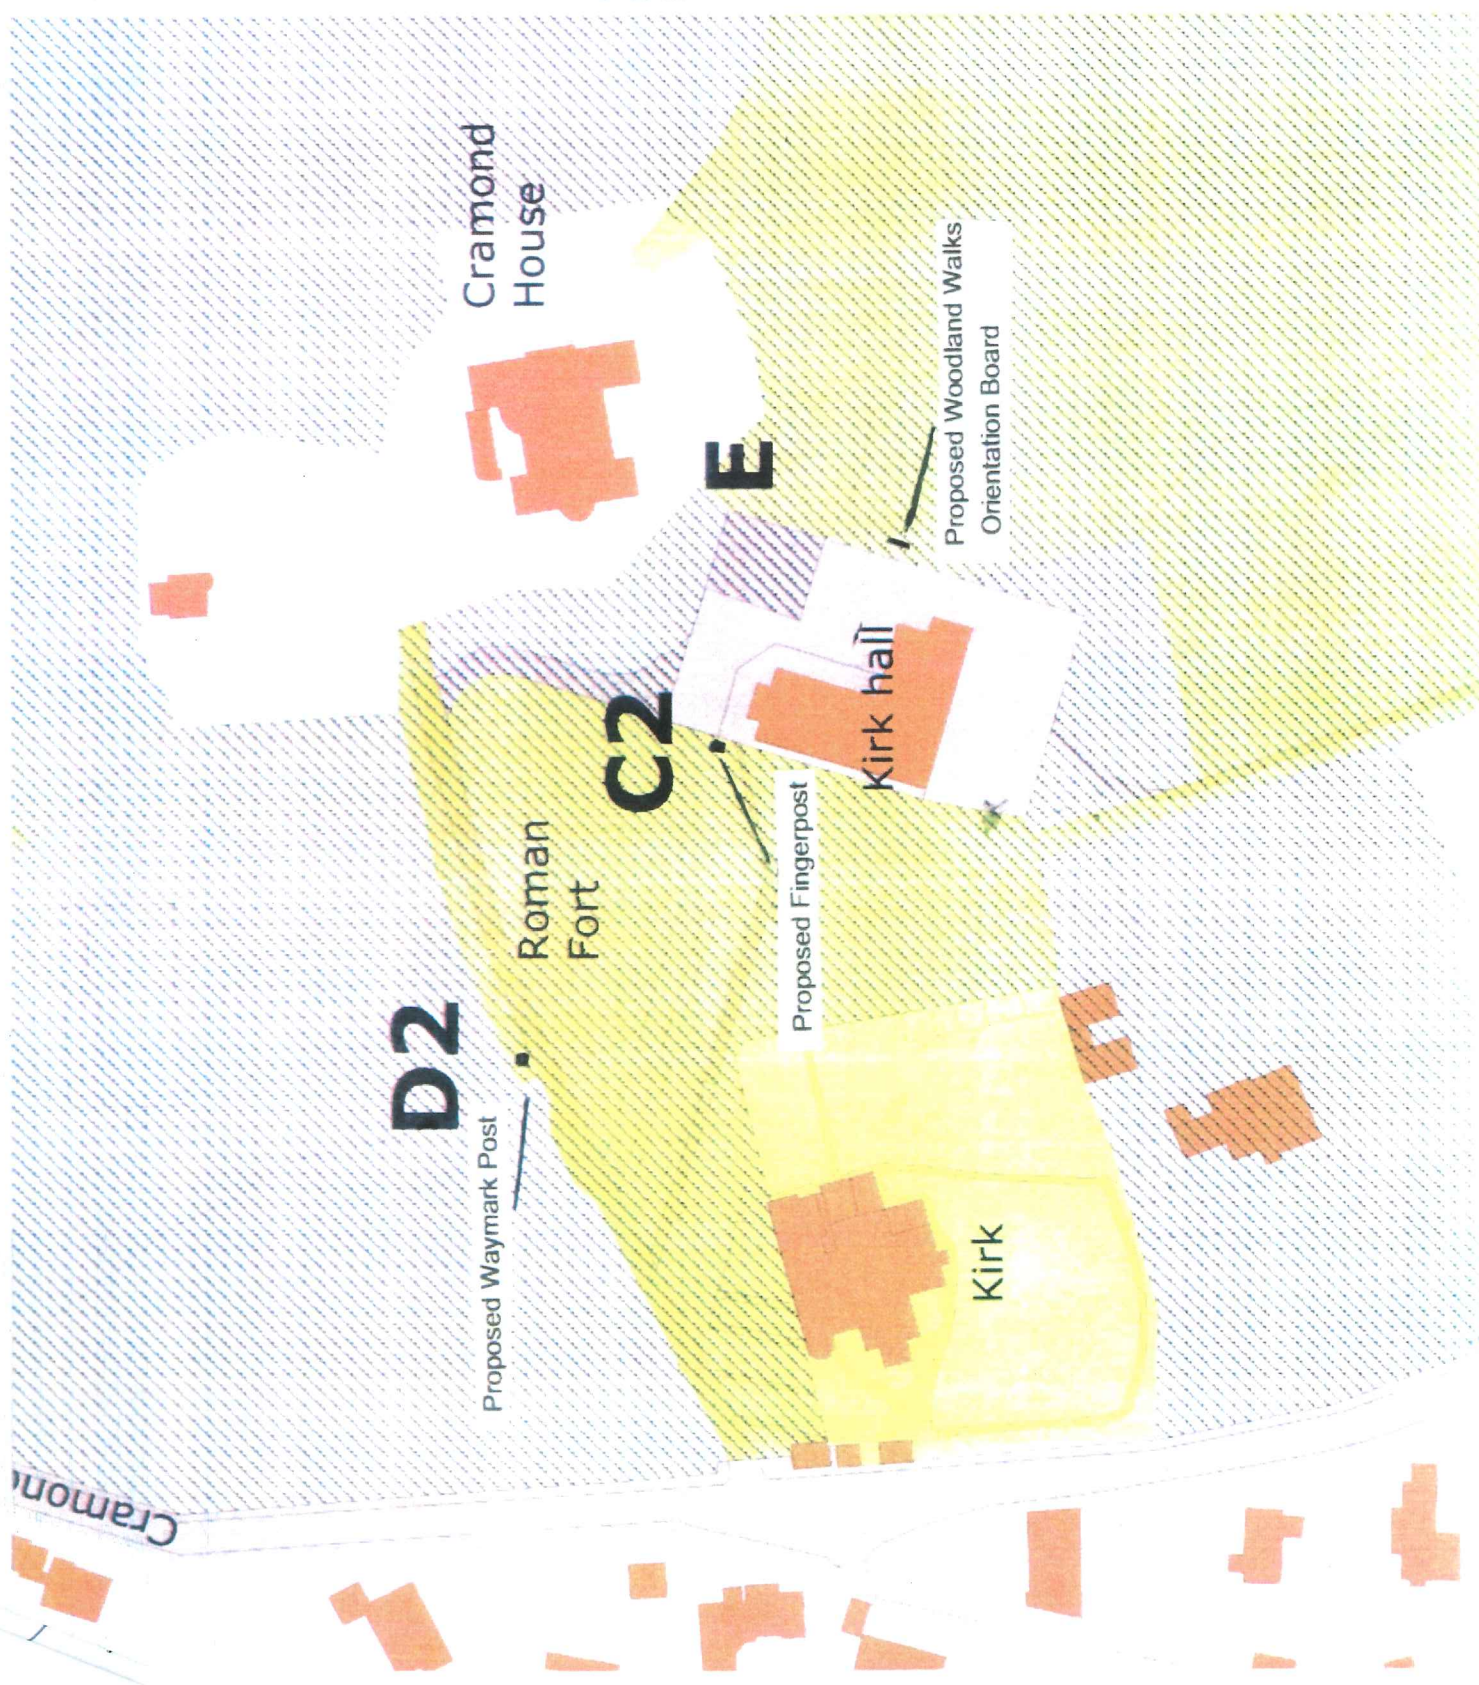 Cramond
House
E
Proposed Woodland Walks
Orientation Board
Kirk hall
C2
Roman
Fort
Proposed Fingerpost
D2
Proposed Waymark Post
Kirk
Cramon